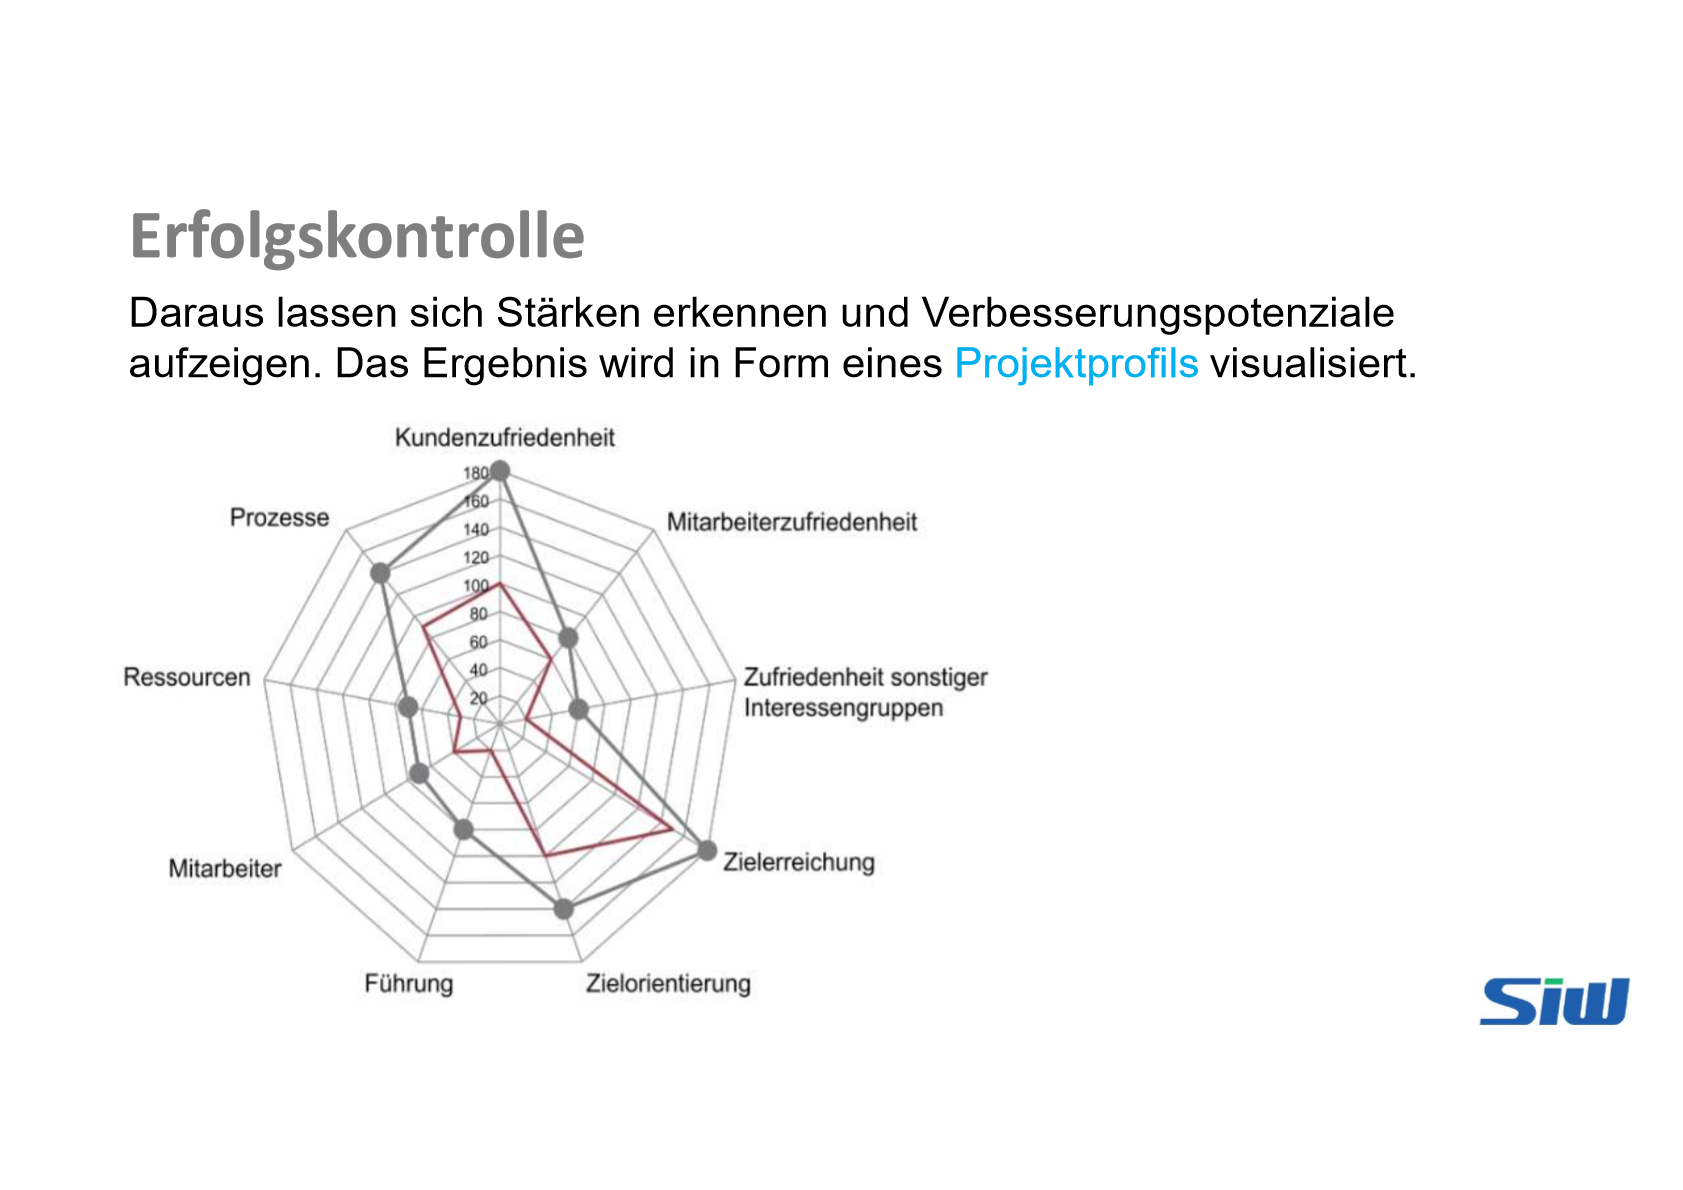 Erfolgskontrolle
Daraus lassen sich Stärken erkennen und Verbesserungspotenziale
aufzeigen. Das Ergebnis wird in Form eines Projektprofils visualisiert.
Kundenzufriedenheit
180
160
140
120
100
80
60
40
20
Prozesse
Mitarbeiterzufriedenheit
Ressourcen
Zufriedenheit sonstiger
Interessengruppen
Mitarbeiter
Zielerreichung
Führung
Zielorientierung
Siw